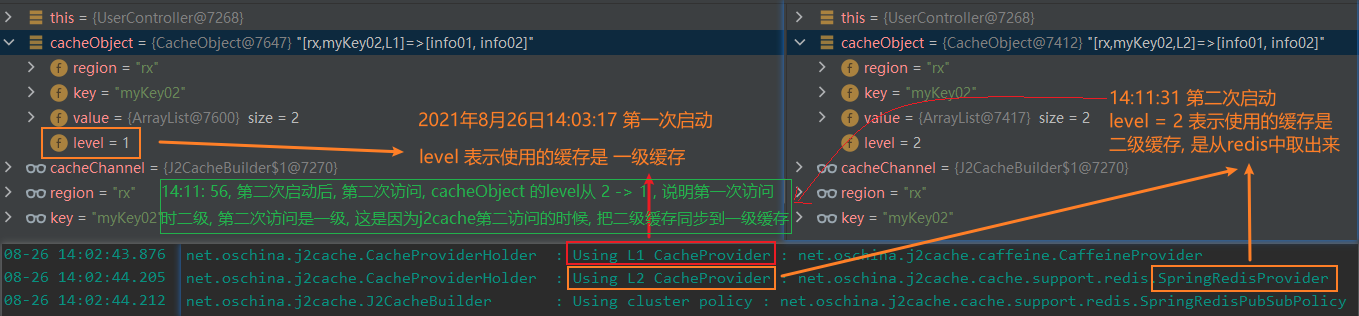 this = {UserController@7268}
cacheObject = {CacheObject@7647} "[rx,myKey02,L1]=>[info01, info02]"
f region = "rx"
f key = "myKey02"
f value = {ArrayList@7600} size = 2
f level = 1
cacheChannel = {J2CacheBuilder$1@7270}
region = "rx"
key = "myKey02"
2021年8月26日14:03:17 第一次启动
level 表示使用的缓存是 一级缓存
14:11: 56, 第二次启动后, 第二次访问, cacheObject 的level从 2 -> 1 , 说明第一次访问
时二级, 第二次访问是一级, 这是因为j2cache第二访问的时候, 把二级缓存同步到一级缓存
this = {UserController@7268}
cacheObject = {CacheObject@7412} "[rx,myKey02,L2]=>[info01, info02]"
f region = "rx"
f key = "myKey02"
f value = {ArrayList@7417} size = 2
f level = 2
cacheChannel = {J2CacheBuilder$1@7270}
region = "rx"
key = "myKey02"
14:11:31 第二次启动
level = 2 表示使用的缓存是
二级缓存, 是从redis中取出来
08-26 14:02:43.876 net.oschina.j2cache.CacheProviderHolder : Using L1 CacheProvider : net.oschina.j2cache.caffeine.CaffeineProvider
08-26 14:02:44.205 net.oschina.j2cache.CacheProviderHolder : Using L2 CacheProvider : net.oschina.j2cache.cache.support.redis.SpringRedisProvider
08-26 14:02:44.212 net.oschina.j2cache.J2CacheBuilder : Using cluster policy : net.oschina.j2cache.cache.support.redis.SpringRedisPubSubPolicy